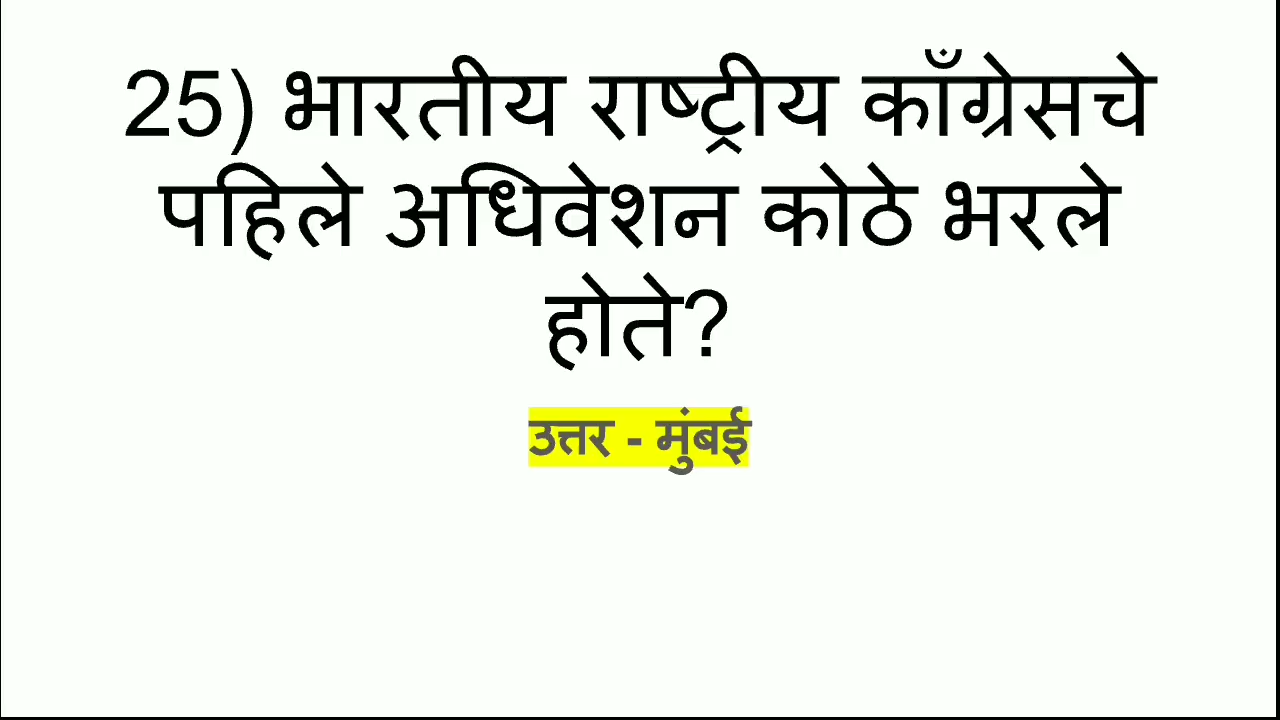 25) भारतीय राष्ट्रीय काँग्रेसचे
पहिले अधिवेशन कोठे भरले
होते?
उत्तर - मुंबई